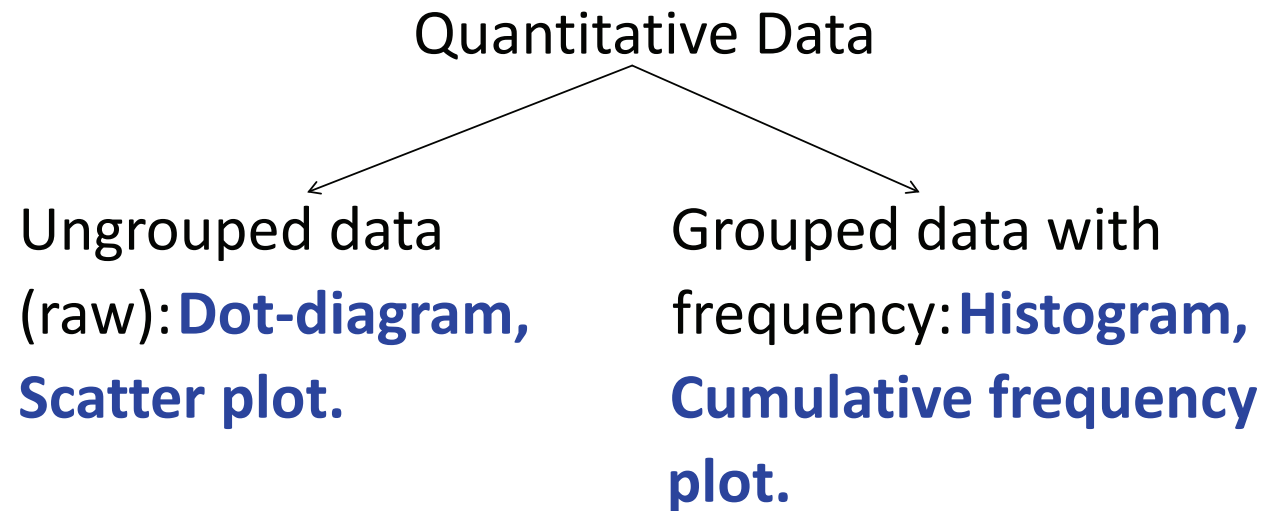 Quantitative Data
Ungrouped data
(raw): Dot-diagram,
Scatter plot.
Grouped data with
frequency: Histogram,
Cumulative frequency
plot.